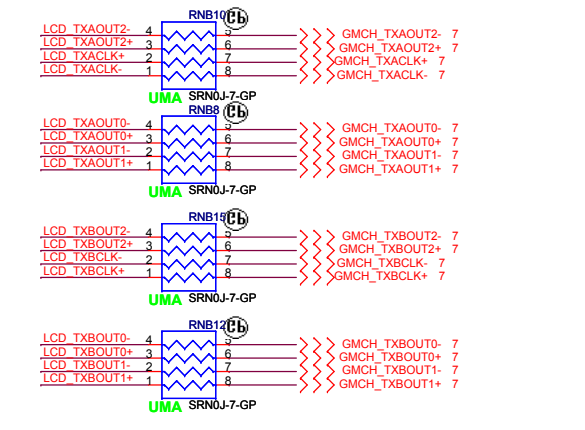 RNB10
LCD_TXAOUT2- 4 5 GMCH_TXAOUT2- 7
LCD_TXAOUT2+ 3 6 GMCH_TXAOUT2+ 7
LCD_TXACLK+ 2 7 GMCH_TXACLK+ 7
LCD_TXACLK- 1 8 GMCH_TXACLK- 7
UMA SRN0J-7-GP
RNB8
LCD_TXAOUT0- 4 5 GMCH_TXAOUT0- 7
LCD_TXAOUT0+ 3 6 GMCH_TXAOUT0+ 7
LCD_TXAOUT1- 2 7 GMCH_TXAOUT1- 7
LCD_TXAOUT1+ 1 8 GMCH_TXAOUT1+ 7
UMA SRN0J-7-GP
RNB15
LCD_TXBOUT2- 4 5 GMCH_TXBOUT2- 7
LCD_TXBOUT2+ 3 6 GMCH_TXBOUT2+ 7
LCD_TXBCLK- 2 7 GMCH_TXBCLK- 7
LCD_TXBCLK+ 1 8 GMCH_TXBCLK+ 7
UMA SRN0J-7-GP
RNB12
LCD_TXBOUT0- 4 5 GMCH_TXBOUT0- 7
LCD_TXBOUT0+ 3 6 GMCH_TXBOUT0+ 7
LCD_TXBOUT1- 2 7 GMCH_TXBOUT1- 7
LCD_TXBOUT1+ 1 8 GMCH_TXBOUT1+ 7
UMA SRN0J-7-GP